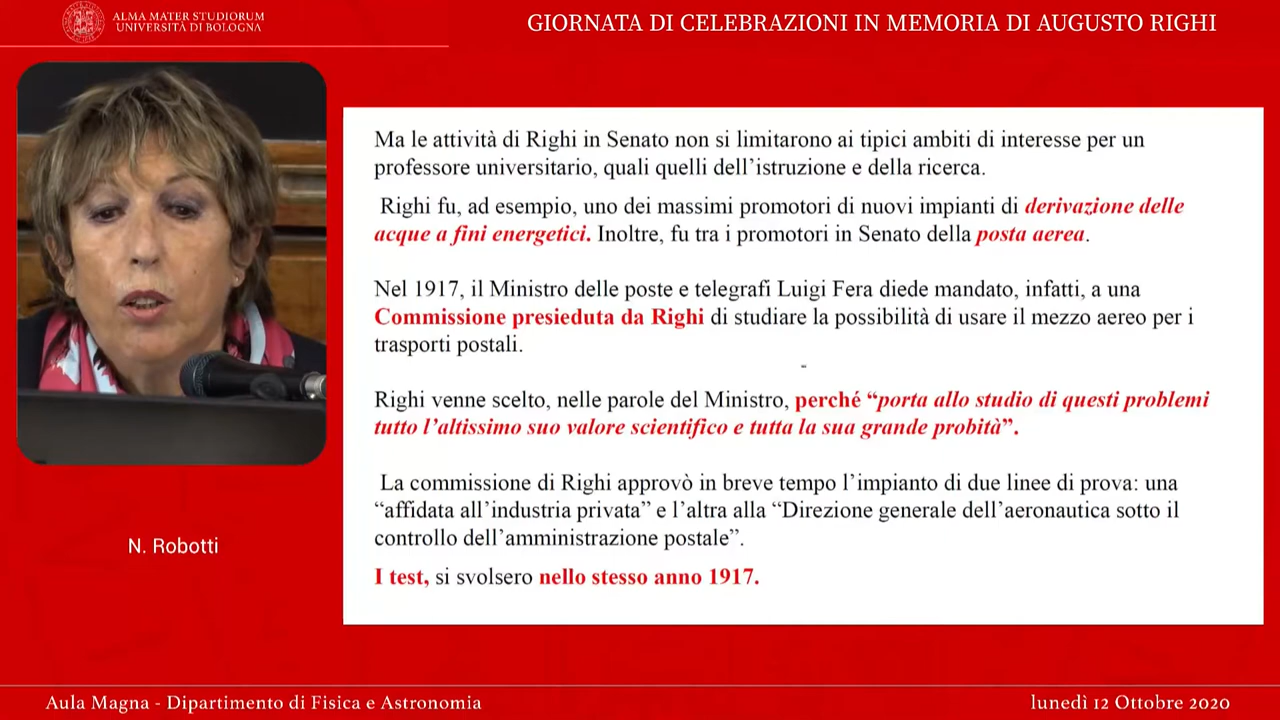 ALMA MATER STUDIORUM
UNIVERSITÀ DI BOLOGNA
GIORNATA DI CELEBRAZIONI IN MEMORIA DI AUGUSTO RIGHI
Ma le attività di Righi in Senato non si limitarono ai tipici ambiti di interesse per un
professore universitario, quali quelli dell'istruzione e della ricerca.
Righi fu, ad esempio, uno dei massimi promotori di nuovi impianti di derivazione delle
acque a fini energetici. Inoltre, fu tra i promotori in Senato della posta aerea.
Nel 1917, il Ministro delle poste e telegrafi Luigi Fera diede mandato, infatti, a una
Commissione presieduta da Righi di studiare la possibilità di usare il mezzo aereo per i
trasporti postali.
Righi venne scelto, nelle parole del Ministro, perché “porta allo studio di questi problemi
tutto l'altissimo suo valore scientifico e tutta la sua grande probità”.
La commissione di Righi approvò in breve tempo l'impianto di due linee di prova: una
“affidata all'industria privata” e l'altra alla “Direzione generale dell'aeronautica sotto il
controllo dell'amministrazione postale”.
I test, si svolsero nello stesso anno 1917.
N. Robotti
Aula Magna - Dipartimento di Fisica e Astronomia
lunedì 12 Ottobre 2020